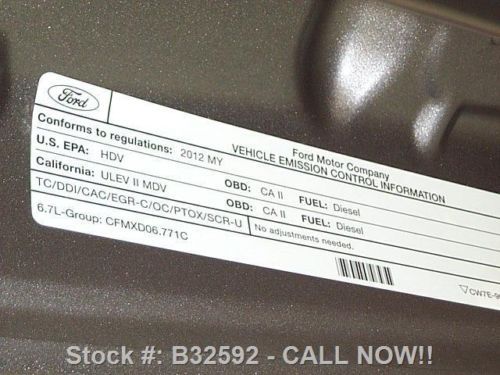 Ford
Ford Motor Company
VEHICLE EMISSION CONTROL INFORMATION
Conforms to regulations: 2012 MY
U.S. EPA: HDV OBD: CA II FUEL: Diesel
California: ULEV II MDV OBD: CA II FUEL: Diesel
TC/DDI/CAC/EGR-C/OC/PTOX/SCR-U
No adjustments needed.
6.7L-Group: CFMXD06.771C
Stock #: B32592 - CALL NOW!!